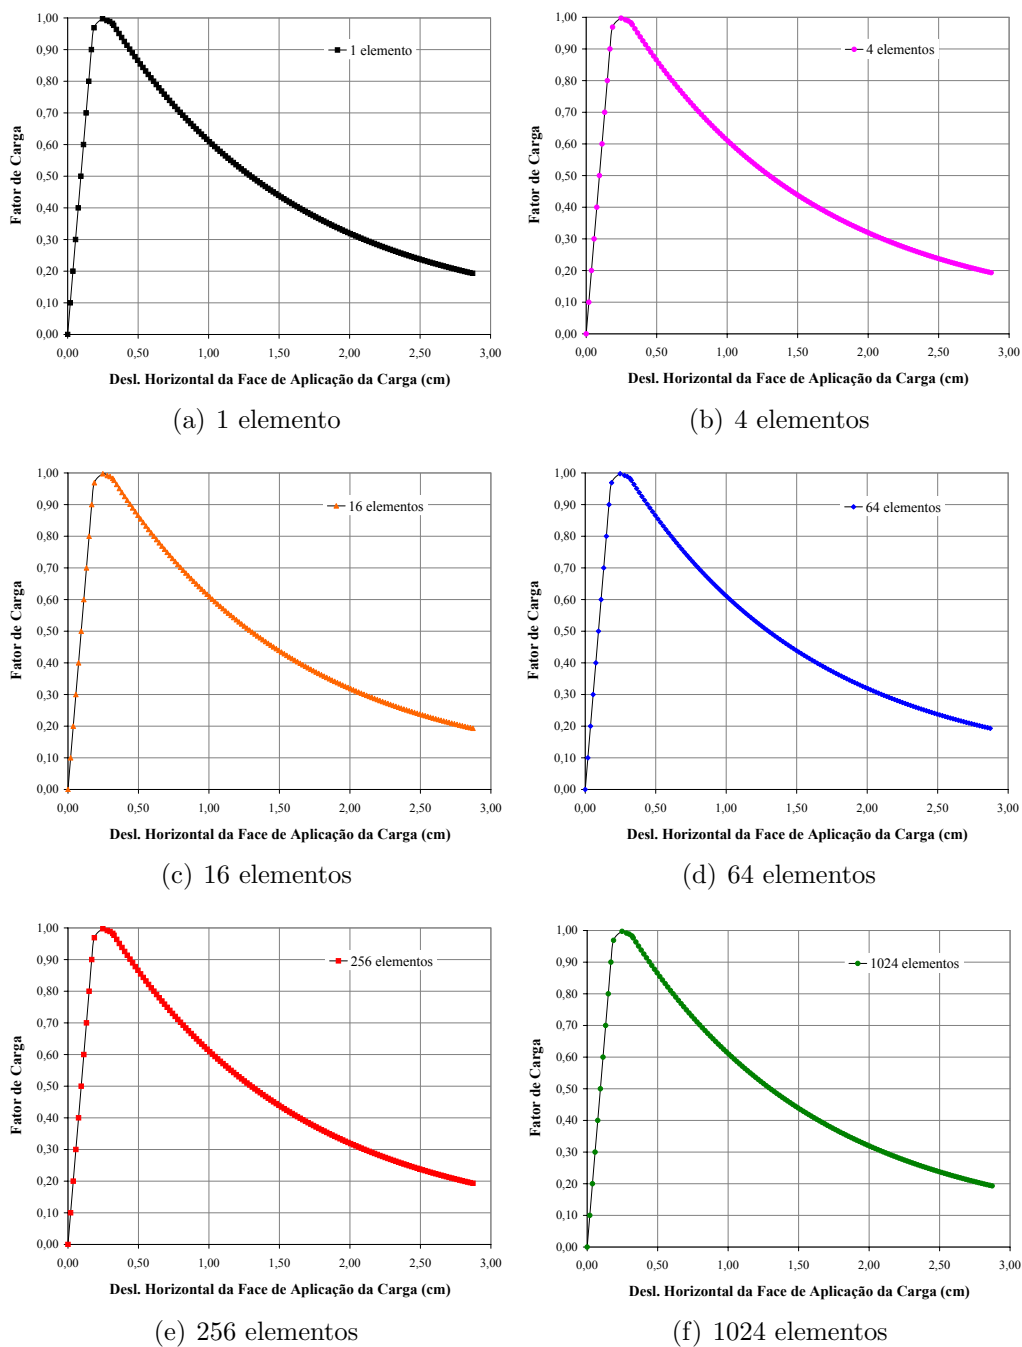 1,00
0,90
0,80
0,70
0,60
0,50
0,40
0,30
0,20
0,10
0,00
Fator de Carga
1 elemento
0,00 0,50 1,00 1,50 2,00 2,50 3,00
Desl. Horizontal da Face de Aplicação da Carga (cm)
(a) 1 elemento
1,00
0,90
0,80
0,70
0,60
0,50
0,40
0,30
0,20
0,10
0,00
Fator de Carga
4 elementos
0,00 0,50 1,00 1,50 2,00 2,50 3,00
Desl. Horizontal da Face de Aplicação da Carga (cm)
(b) 4 elementos
1,00
0,90
0,80
0,70
0,60
0,50
0,40
0,30
0,20
0,10
0,00
Fator de Carga
16 elementos
0,00 0,50 1,00 1,50 2,00 2,50 3,00
Desl. Horizontal da Face de Aplicação da Carga (cm)
(c) 16 elementos
1,00
0,90
0,80
0,70
0,60
0,50
0,40
0,30
0,20
0,10
0,00
Fator de Carga
64 elementos
0,00 0,50 1,00 1,50 2,00 2,50 3,00
Desl. Horizontal da Face de Aplicação da Carga (cm)
(d) 64 elementos
1,00
0,90
0,80
0,70
0,60
0,50
0,40
0,30
0,20
0,10
0,00
Fator de Carga
256 elementos
0,00 0,50 1,00 1,50 2,00 2,50 3,00
Desl. Horizontal da Face de Aplicação da Carga (cm)
(e) 256 elementos
1,00
0,90
0,80
0,70
0,60
0,50
0,40
0,30
0,20
0,10
0,00
Fator de Carga
1024 elementos
0,00 0,50 1,00 1,50 2,00 2,50 3,00
Desl. Horizontal da Face de Aplicação da Carga (cm)
(f) 1024 elementos